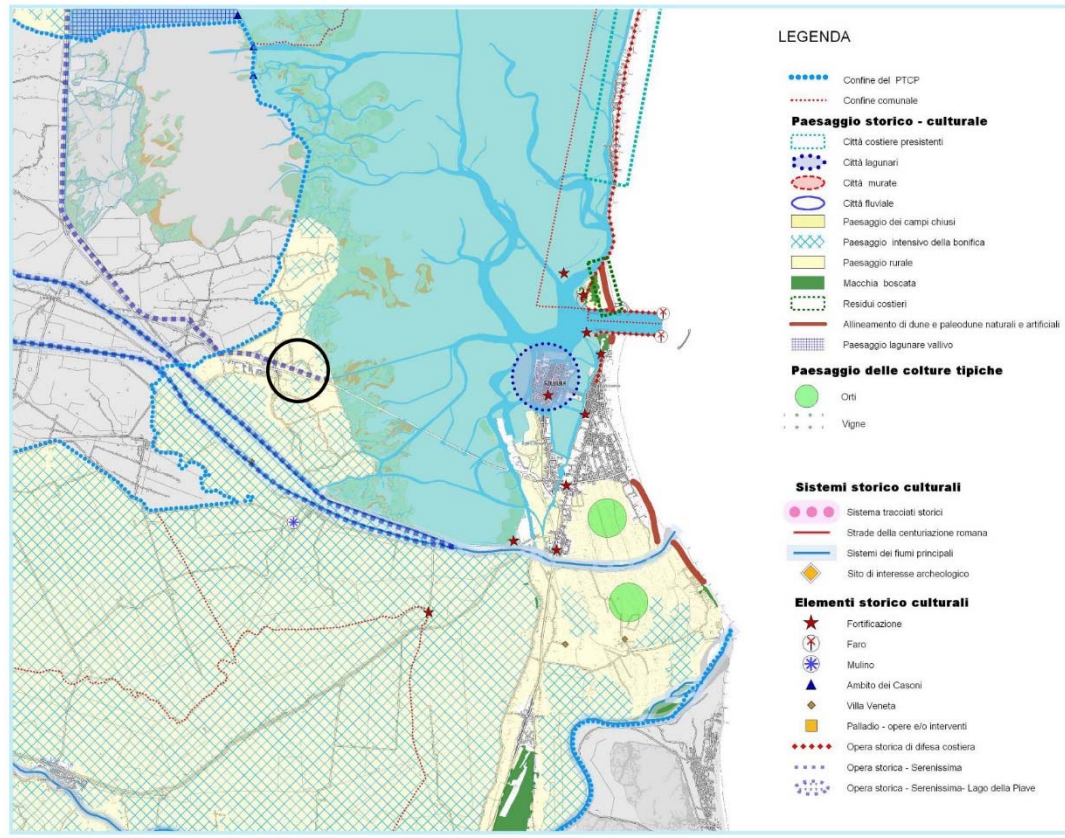 LEGENDA
Confine del PTCP
Confine comunale
Paesaggio storico - culturale
Città costiere presistenti
Città lagunari
Città murate
Città fluviale
Paesaggio dei campi chiusi
Paesaggio intensivo della bonifica
Paesaggio rurale
Macchia boscata
Residui costieri
Allineamento di dune e paleodune naturali e artificiali
Paesaggio lagunare vallivo
Paesaggio delle colture tipiche
Orti
Vigne
Sistemi storico culturali
Sistema tracciati storici
Strade della centuriazione romana
Sistemi dei fiumi principali
Sito di interesse archeologico
Elementi storico culturali
Fortificazione
Faro
Mulino
Ambito dei Casoni
Villa Veneta
Palladio - opere e/o interventi
Opera storica di difesa costiera
Opera storica - Serenissima
Opera storica - Serenissima- Lago della Piave